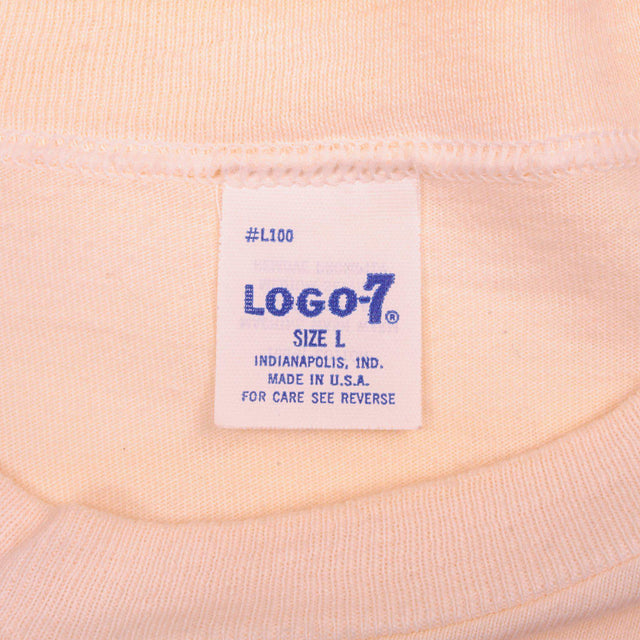 #L100
LOGO-7®
SIZE L
INDIANAPOLIS, IND.
MADE IN U.S.A.
FOR CARE SEE REVERSE